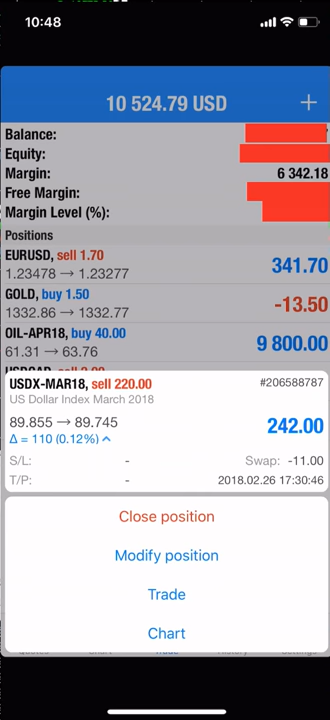 10:48
10 524.79 USD
+
Balance:
Equity:
Margin: 6 342.18
Free Margin:
Margin Level (%):
Positions
EURUSD, sell 1.70
1.23478 → 1.23277
341.70
GOLD, buy 1.50
1332.86 → 1332.77
-13.50
OIL-APR18, buy 40.00
61.31 → 63.76
9 800.00
USDX-MAR18, sell 220.00 #206588787
US Dollar Index March 2018
89.855 → 89.745
242.00
Δ = 110 (0.12%)
S/L: - Swap: -11.00
T/P: - 2018.02.26 17:30:46
Close position
Modify position
Trade
Chart